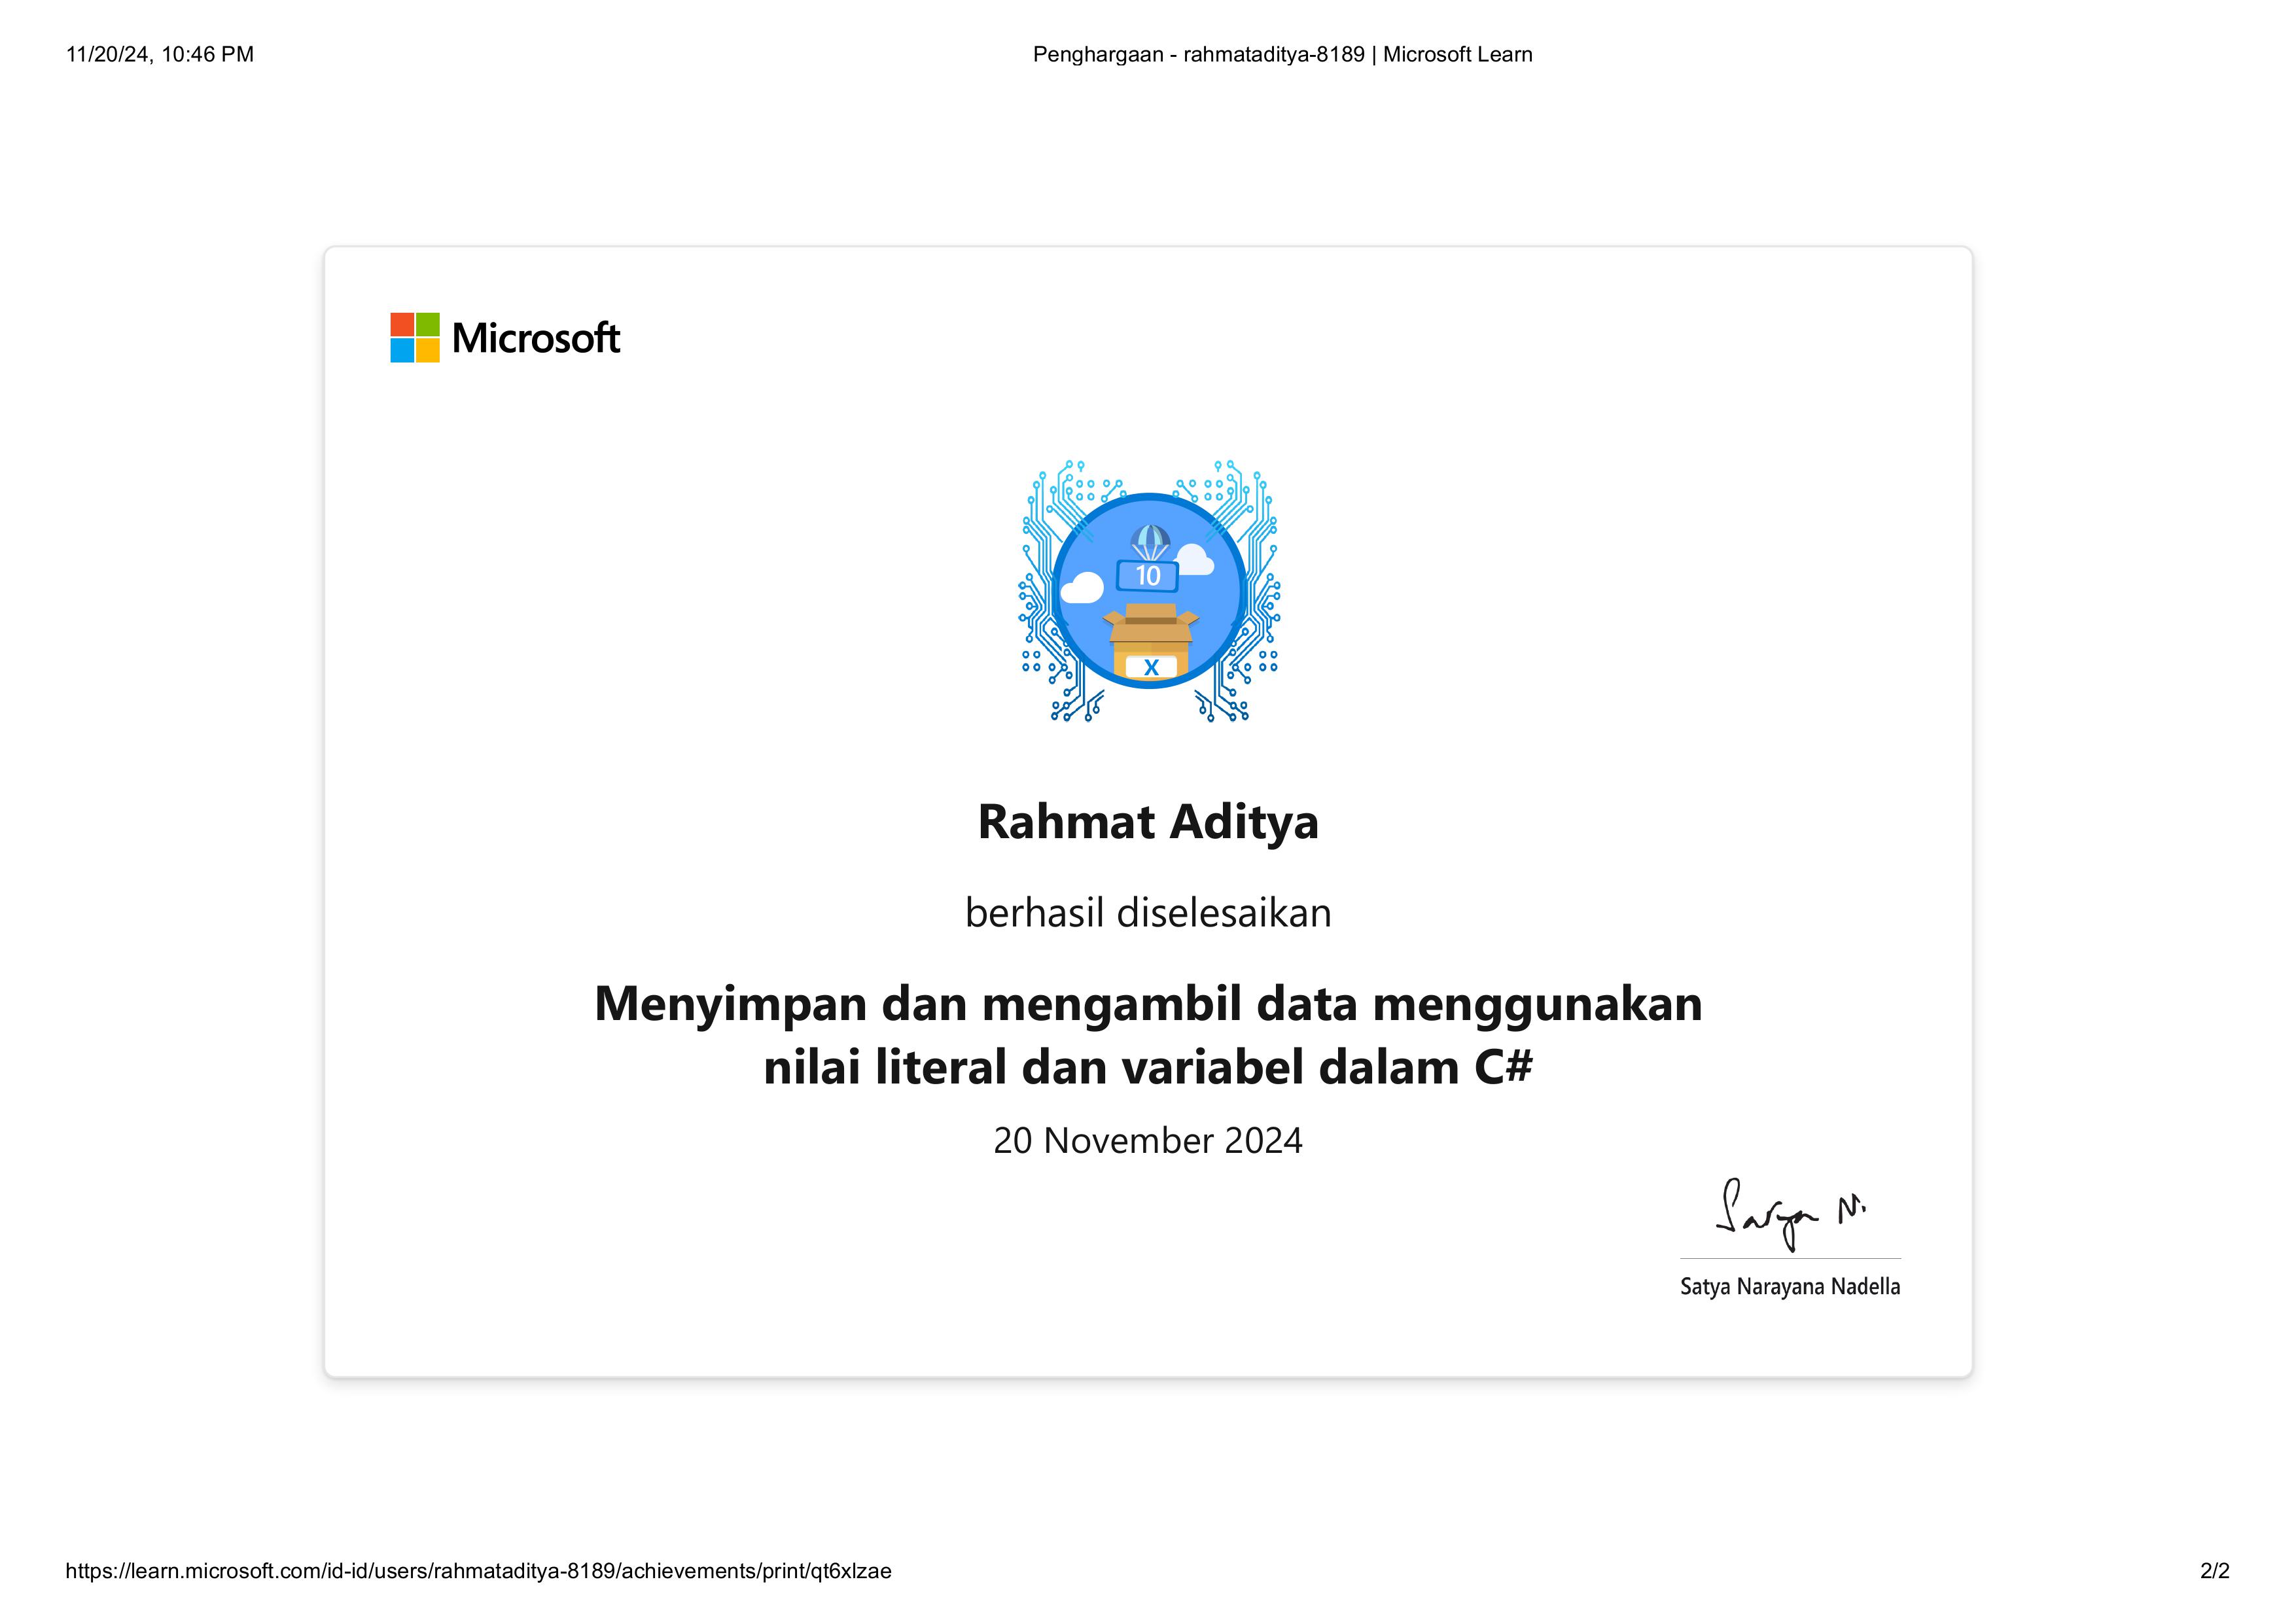 11/20/24, 10:46 PM
Penghargaan - rahmataditya-8189 | Microsoft Learn
Microsoft
10
X
Rahmat Aditya
berhasil diselesaikan
Menyimpan dan mengambil data menggunakan
nilai literal dan variabel dalam C#
20 November 2024
Satya N.
Satya Narayana Nadella
https://learn.microsoft.com/id-id/users/rahmataditya-8189/achievements/print/qt6xlzae
2/2